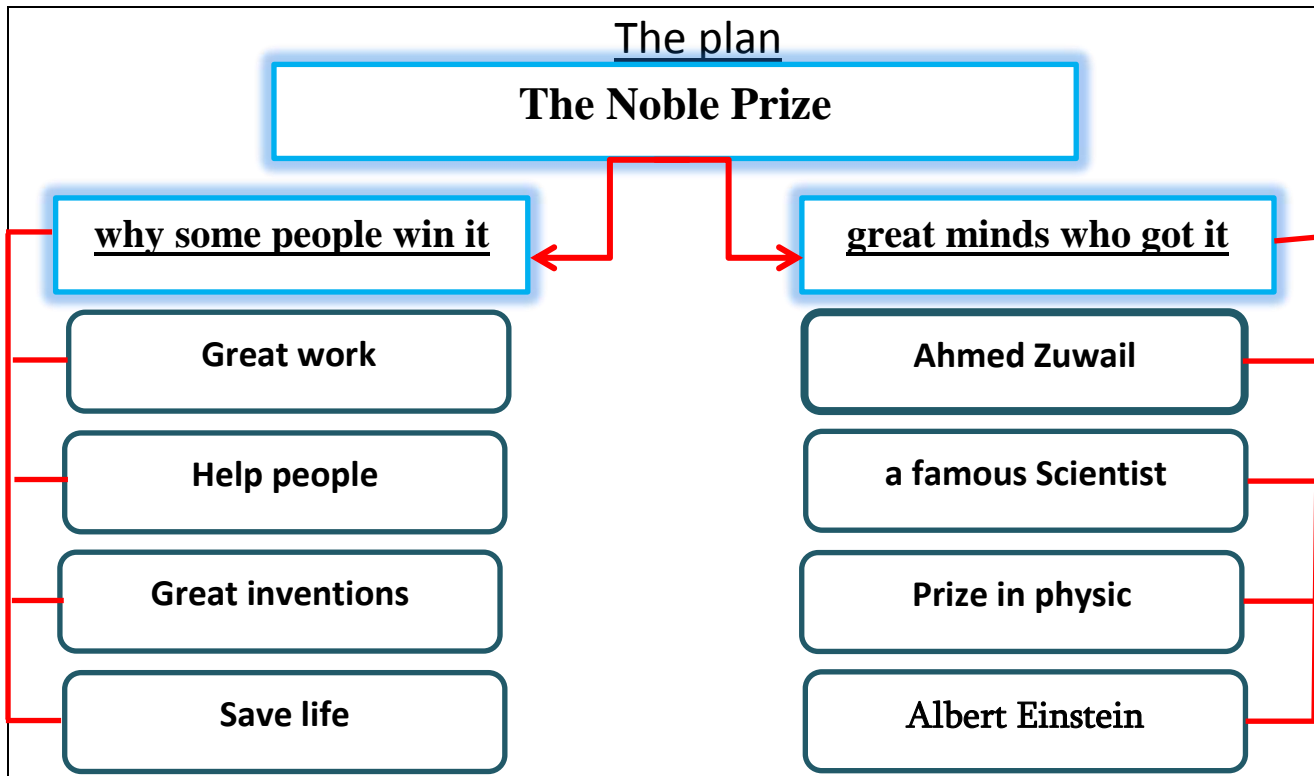 The plan
The Noble Prize
why some people win it
great minds who got it
Great work
Help people
Great inventions
Save life
Ahmed Zuwail
a famous Scientist
Prize in physic
Albert Einstein